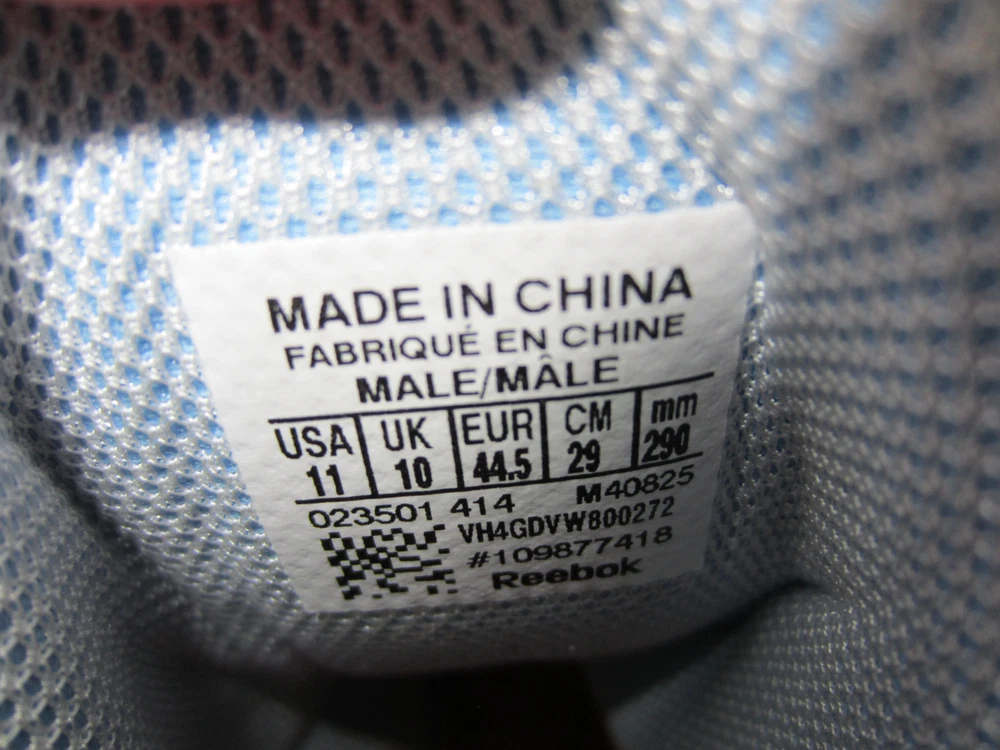 MADE IN CHINA
FABRIQUÉ EN CHINE
MALE/MÂLE
USA UK EUR CM mm
11 10 44.5 29 290
023501 414 M40825
VH4GDVW800272
#109877418
Reebok